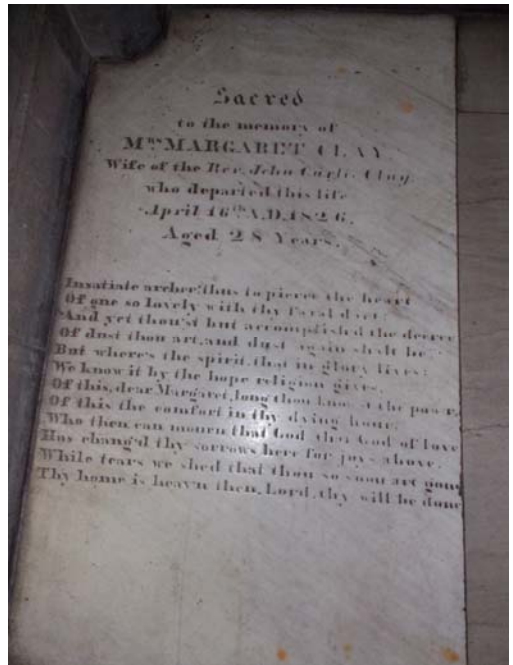 Sacred
to the memory of
Mrs MARGARET CLAY
Wife of the Rev. John Clay.
who departed this life
April 16th A.D. 1826.
Aged 28 Years.
Insatiate archer! thus to pierce the heart
Of one so lovely with thy fatal dart;
And yet thou'st but accomplish'd the decree
Of dust thou art, and dust again shalt be
But where's the spirit, that in glory lives;
We know it by the hope religion gives.
Of this, dear Margaret, long thou the
Of this the comfort in thy dying hour.
Who then can mourn that God God of love
Has chang'd thy sorrows here for joys above.
While tears we shed that thou so soon art gone
Thy home is heav'n then, Lord, thy will be done